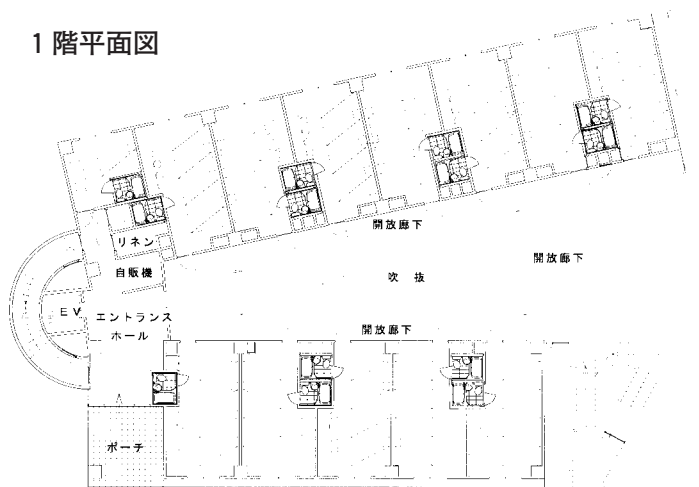 1階平面図
開放廊下
リネン
開放廊下
自販機
吹抜
EV
エントランス
ホール
開放廊下
ポーチ